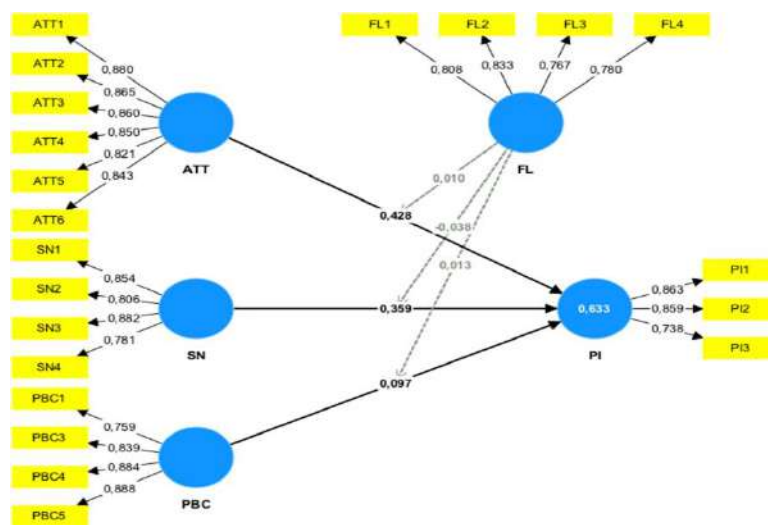 ATT1
ATT2
ATT3
ATT4
ATT5
ATT6
0,880
0,865
0,860
0,850
0,821
0,843
ATT
FL1
FL2
FL3
FL4
0,808
0,833
0,767
0,780
FL
0,010
-0,038
0,013
0,428
0,359
0,097
SN1
SN2
SN3
SN4
0,854
0,806
0,882
0,781
SN
PBC1
PBC3
PBC4
PBC5
0,759
0,839
0,884
0,888
PBC
0,633
PI
0,863
0,859
0,738
PI1
PI2
PI3